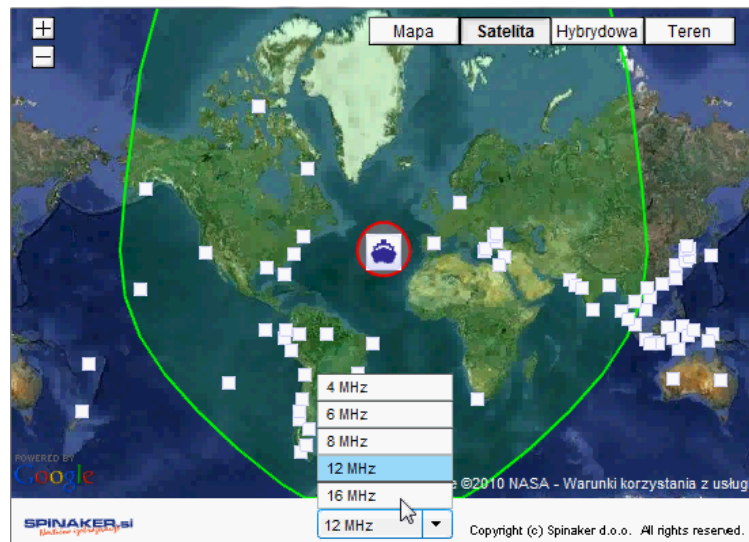 +
Mapa Satelita Hybrydowa Teren
−
4 MHz
6 MHz
8 MHz
12 MHz
POWERED BY
Google
©2010 NASA - Warunki korzystania z usług
16 MHz
SPINAKER.si
12 MHz
Copyright (c) Spinaker d.o.o. All rights reserved.